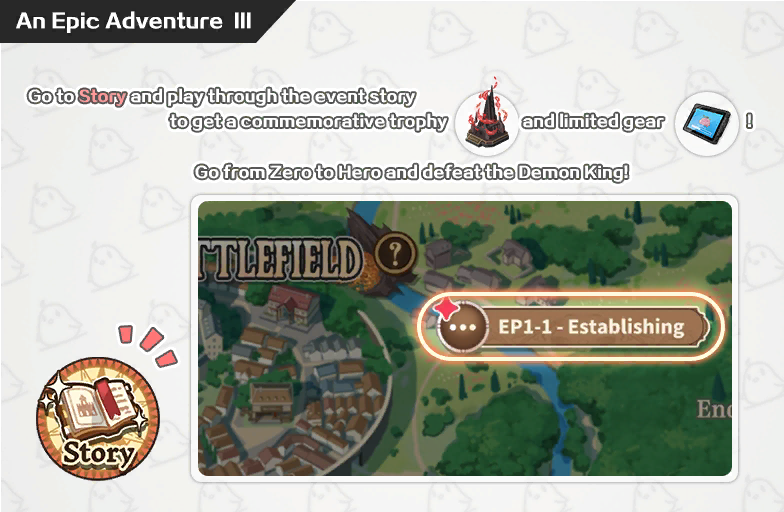 An Epic Adventure III
Go to Story and play through the event story
to get a commemorative trophy and limited gear !
Go from Zero to Hero and defeat the Demon King!
TTLEFIELD ?
EP1-1 - Establishing
End
Story